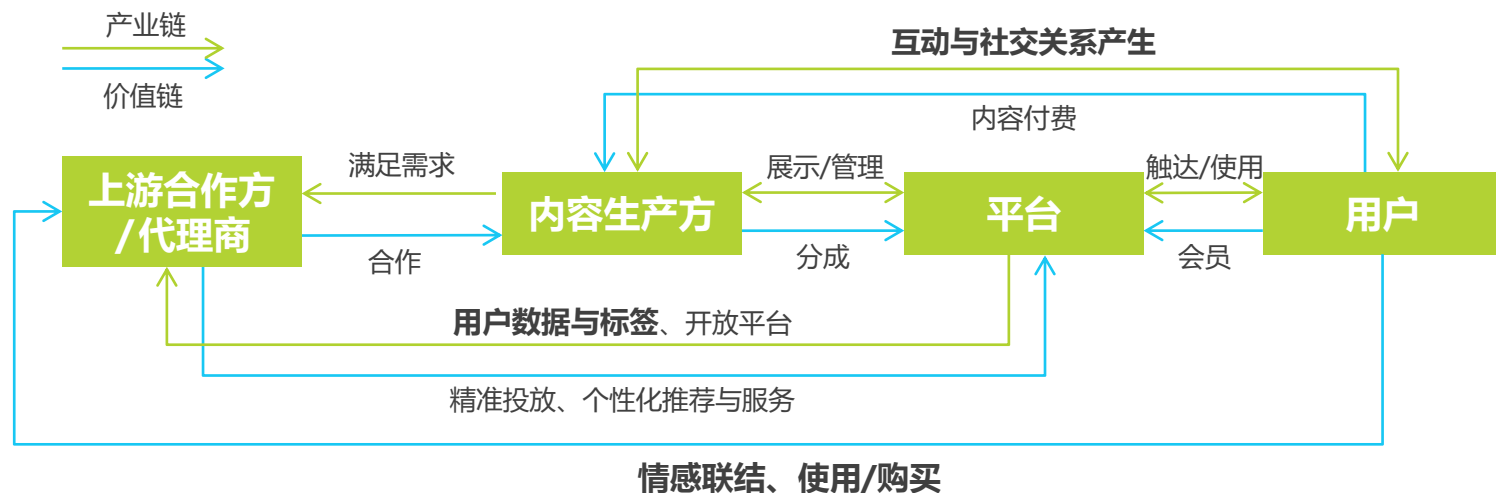 产业链
价值链
互动与社交关系产生
内容付费
满足需求
展示/管理
触达/使用
上游合作方
/代理商
内容生产方
平台
用户
合作
分成
会员
用户数据与标签、开放平台
精准投放、个性化推荐与服务
情感联结、使用/购买